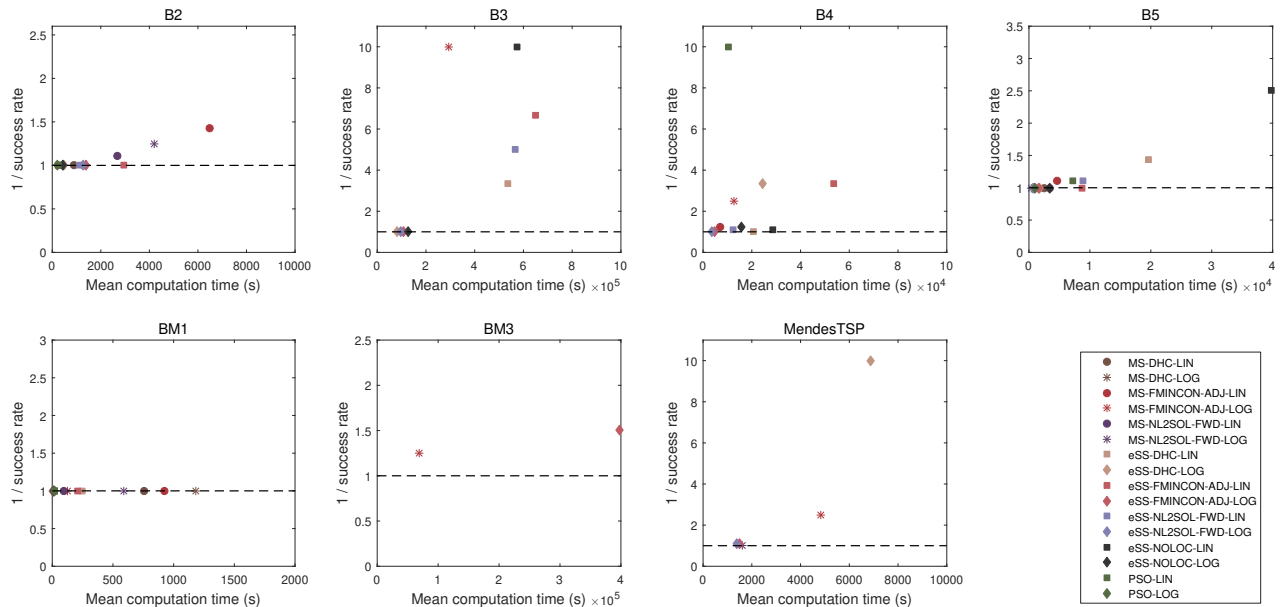 B2
2.5
2
1.5
1
0.5
0
1 / success rate
0 2000 4000 6000 8000 10000
Mean computation time (s)
B3
10
8
6
4
2
0
1 / success rate
0 2 4 6 8 10
Mean computation time (s) ×10^5
B4
10
8
6
4
2
0
1 / success rate
0 2 4 6 8 10
Mean computation time (s) ×10^4
B5
3.5
3
2.5
2
1.5
1
0.5
0
1 / success rate
0 1 2 3 4
Mean computation time (s) ×10^4
BM1
3
2.5
2
1.5
1
0.5
0
1 / success rate
0 500 1000 1500 2000
Mean computation time (s)
BM3
2.5
2
1.5
1
0.5
0
1 / success rate
0 1 2 3 4
Mean computation time (s) ×10^5
MendesTSP
10
8
6
4
2
0
1 / success rate
0 2000 4000 6000 8000 10000
Mean computation time (s)
MS-DHC-LIN
MS-DHC-LOG
MS-FMINCON-ADJ-LIN
MS-FMINCON-ADJ-LOG
MS-NL2SOL-FWD-LIN
MS-NL2SOL-FWD-LOG
eSS-DHC-LIN
eSS-DHC-LOG
eSS-FMINCON-ADJ-LIN
eSS-FMINCON-ADJ-LOG
eSS-NL2SOL-FWD-LIN
eSS-NL2SOL-FWD-LOG
eSS-NOLOC-LIN
eSS-NOLOC-LOG
PSO-LIN
PSO-LOG